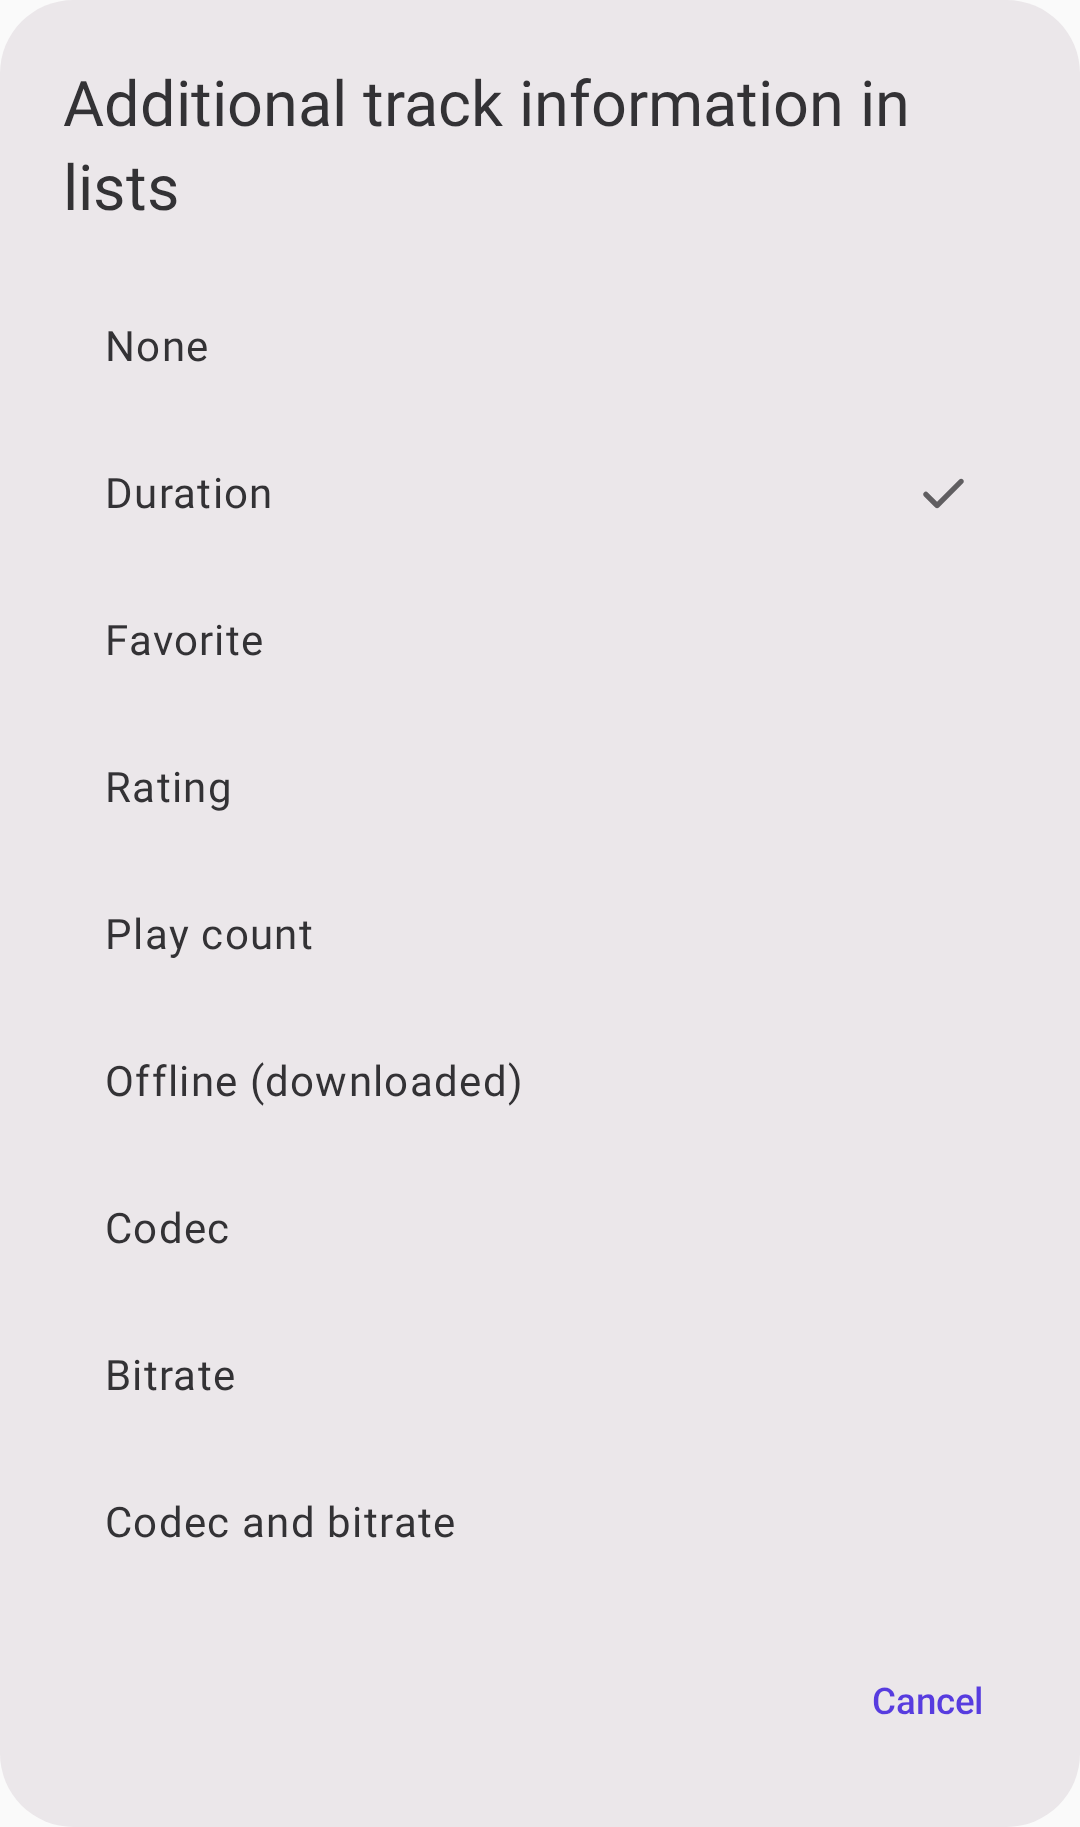 Additional track information in
lists
None
Duration
Favorite
Rating
Play count
Offline (downloaded)
Codec
Bitrate
Codec and bitrate
Cancel